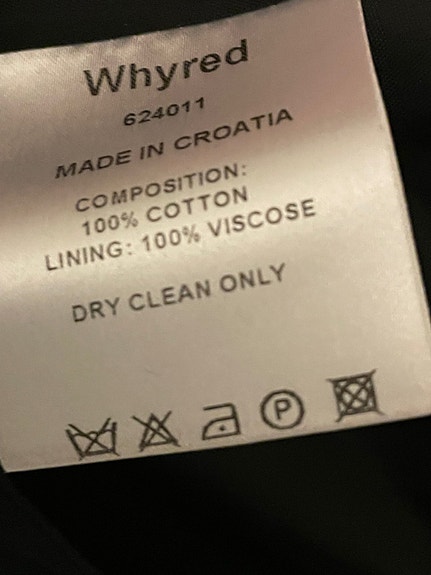 Whyred
624011
MADE IN CROATIA
COMPOSITION:
100% COTTON
LINING: 100% VISCOSE
DRY CLEAN ONLY
P